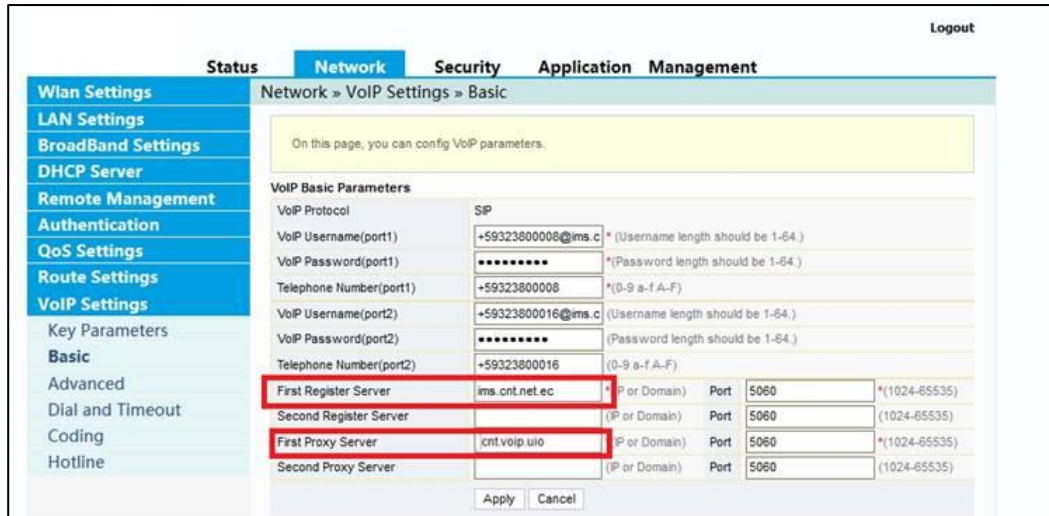 Logout
Status Network Security Application Management
Wlan Settings
LAN Settings
BroadBand Settings
DHCP Server
Remote Management
Authentication
QoS Settings
Route Settings
VoIP Settings
Key Parameters
Basic
Advanced
Dial and Timeout
Coding
Hotline
Network » VoIP Settings » Basic
On this page, you can config VoIP parameters.
VoIP Basic Parameters
VoIP Protocol SIP
VoIP Username(port1) +59323800008@ims.c * (Username length should be 1-64.)
VoIP Password(port1) ●●●●●●●●● *(Password length should be 1-64.)
Telephone Number(port1) +59323800008 *(0-9 a-f A-F)
VoIP Username(port2) +59323800016@ims.c (Username length should be 1-64.)
VoIP Password(port2) ●●●●●●●●● (Password length should be 1-64.)
Telephone Number(port2) +59323800016 (0-9 a-f A-F)
First Register Server ims.cnt.net.ec *(IP or Domain) Port 5060 *(1024-65535)
Second Register Server (IP or Domain) Port 5060 (1024-65535)
First Proxy Server cnt.voip.uio *(IP or Domain) Port 5060 *(1024-65535)
Second Proxy Server (IP or Domain) Port 5060 (1024-65535)
Apply Cancel